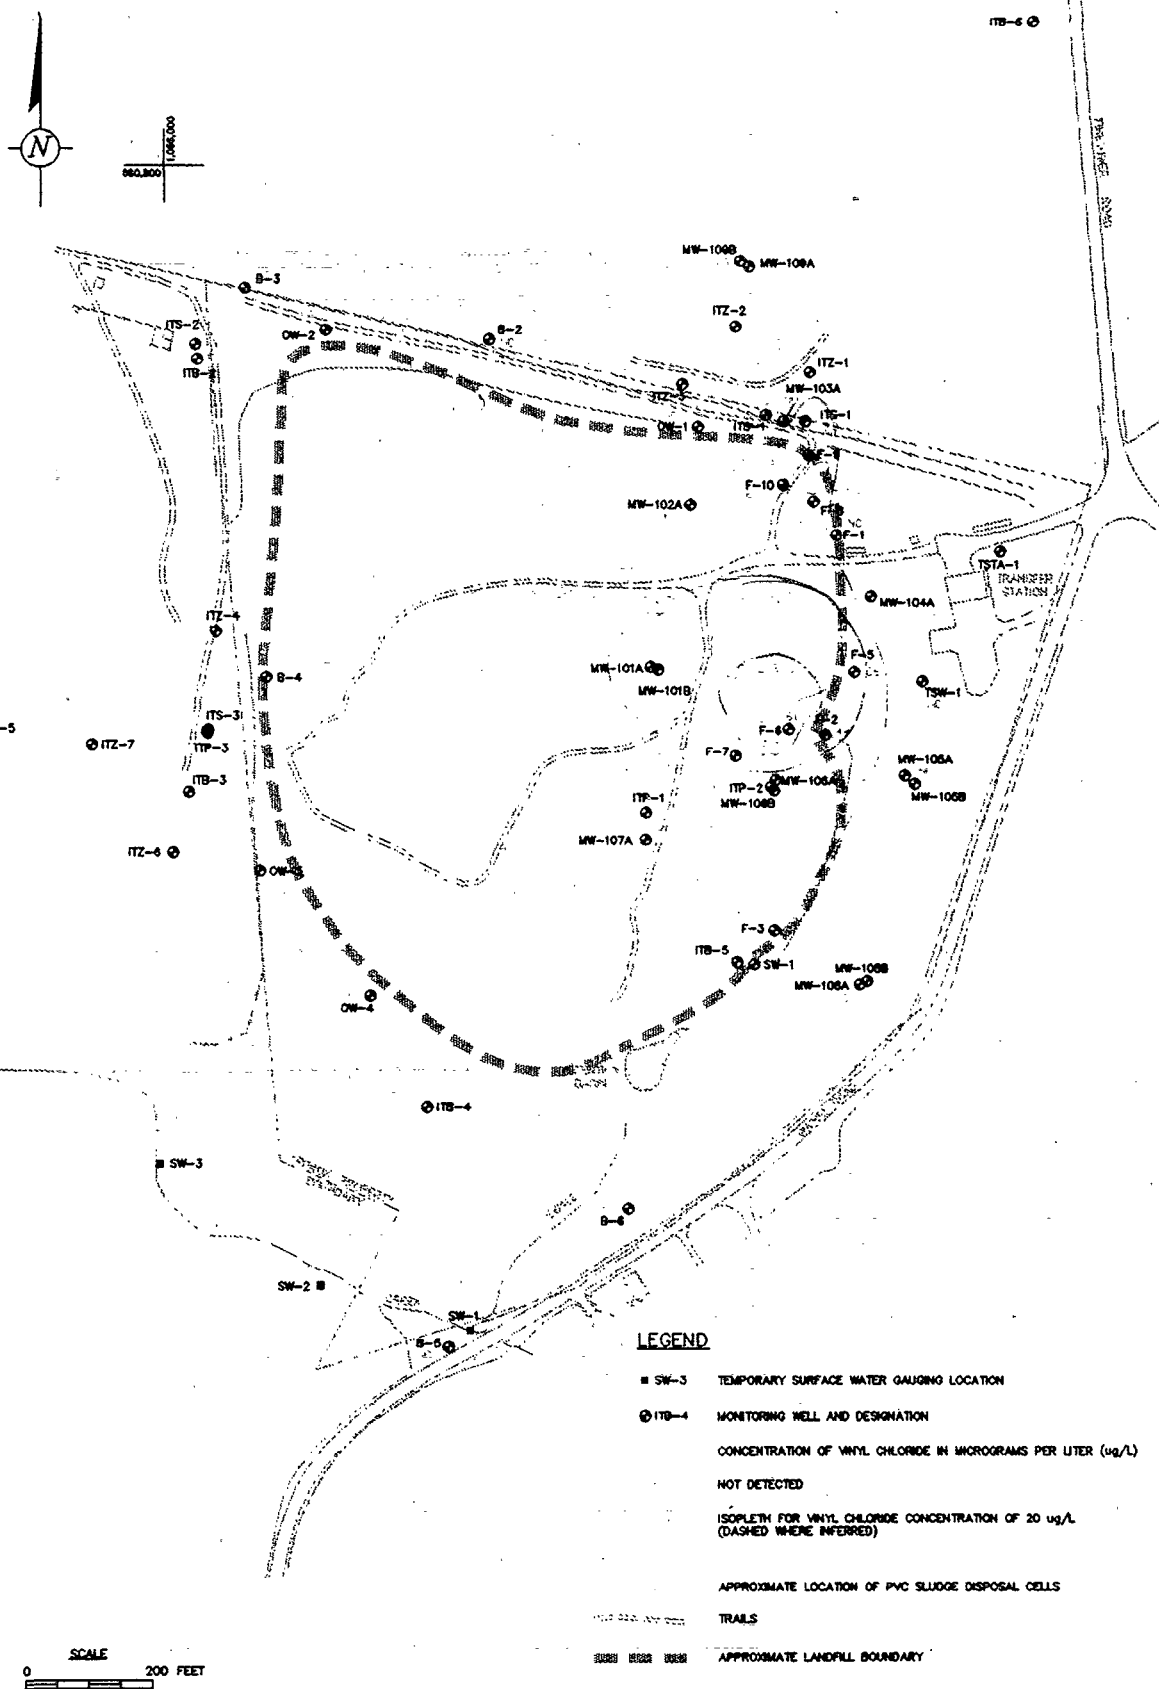 ITB-6
N
1,066,000
660,800
MW-109B
MW-109A
B-3
ITZ-2
ITS-2
OW-2
B-2
ITZ-1
MW-103A
OW-1
ITS-1
F-10
MW-102A
F-1
TSTA-1
TRANSFER
STATION
MW-104A
ITZ-4
F-5
MW-101A
MW-101B
B-4
TSW-1
ITS-3
-5
ITZ-7
ITP-3
F-6
F-2
F-7
MW-105A
ITB-3
MW-106A
ITP-2
MW-105B
MW-109B
ITF-1
MW-107A
ITZ-6
F-3
ITB-5
SW-1
MW-108B
MW-108A
OW-4
ITB-4
SW-3
B-6
SW-2
SW-1
LEGEND
SW-3 TEMPORARY SURFACE WATER GAUGING LOCATION
ITB-4 MONITORING WELL AND DESIGNATION
CONCENTRATION OF VINYL CHLORIDE IN MICROGRAMS PER LITER (ug/L)
NOT DETECTED
ISOPLETH FOR VINYL CHLORIDE CONCENTRATION OF 20 ug/L
(DASHED WHERE INFERRED)
APPROXIMATE LOCATION OF PVC SLUDGE DISPOSAL CELLS
TRAILS
APPROXIMATE LANDFILL BOUNDARY
SCALE
0 200 FEET